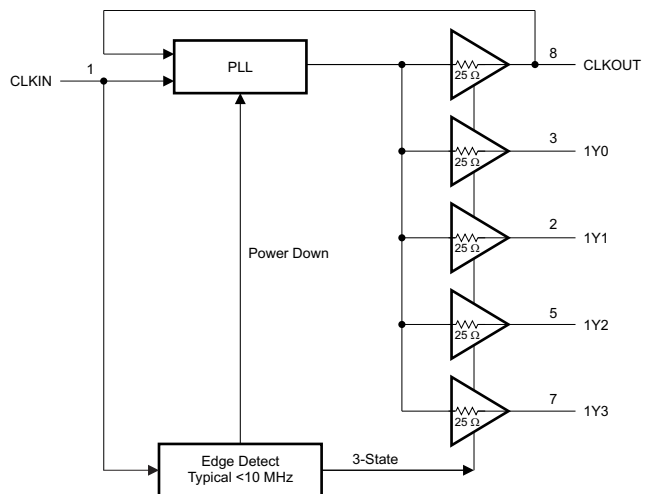 8
PLL
CLKOUT
1
25 Ω
CLKIN
3
1Y0
25 Ω
2
1Y1
25 Ω
Power Down
5
1Y2
25 Ω
7
1Y3
25 Ω
Edge Detect
Typical <10 MHz
3-State